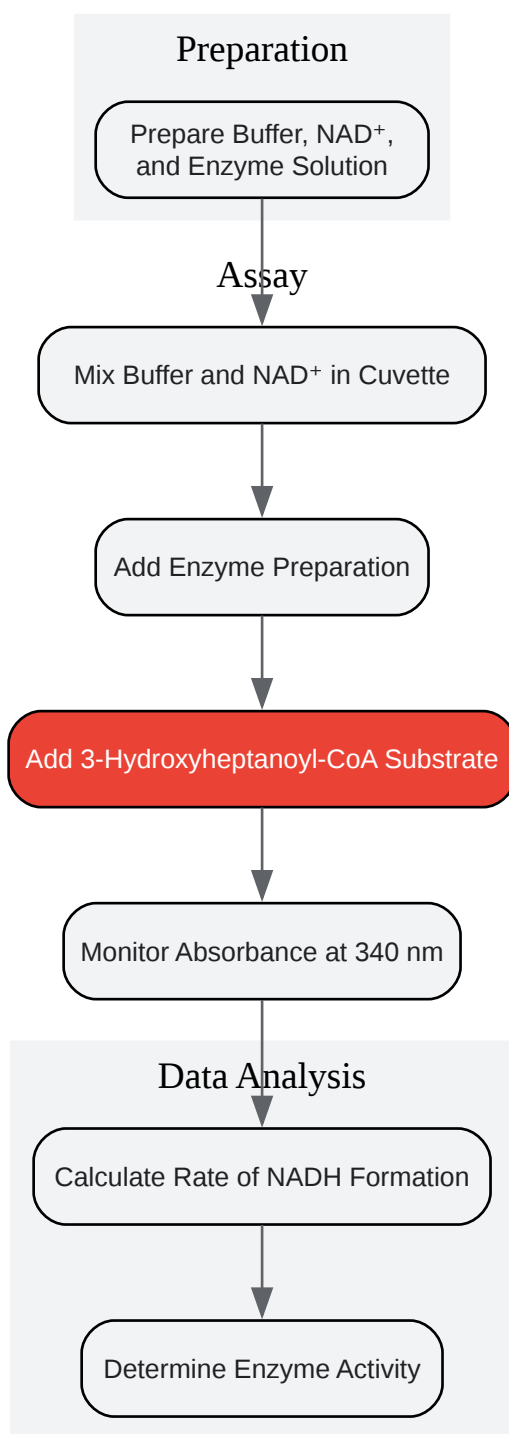 Preparation
Prepare Buffer, NAD⁺,
and Enzyme Solution
Assay
Mix Buffer and NAD⁺ in Cuvette
Add Enzyme Preparation
Add 3-Hydroxyheptanoyl-CoA Substrate
Monitor Absorbance at 340 nm
Data Analysis
Calculate Rate of NADH Formation
Determine Enzyme Activity